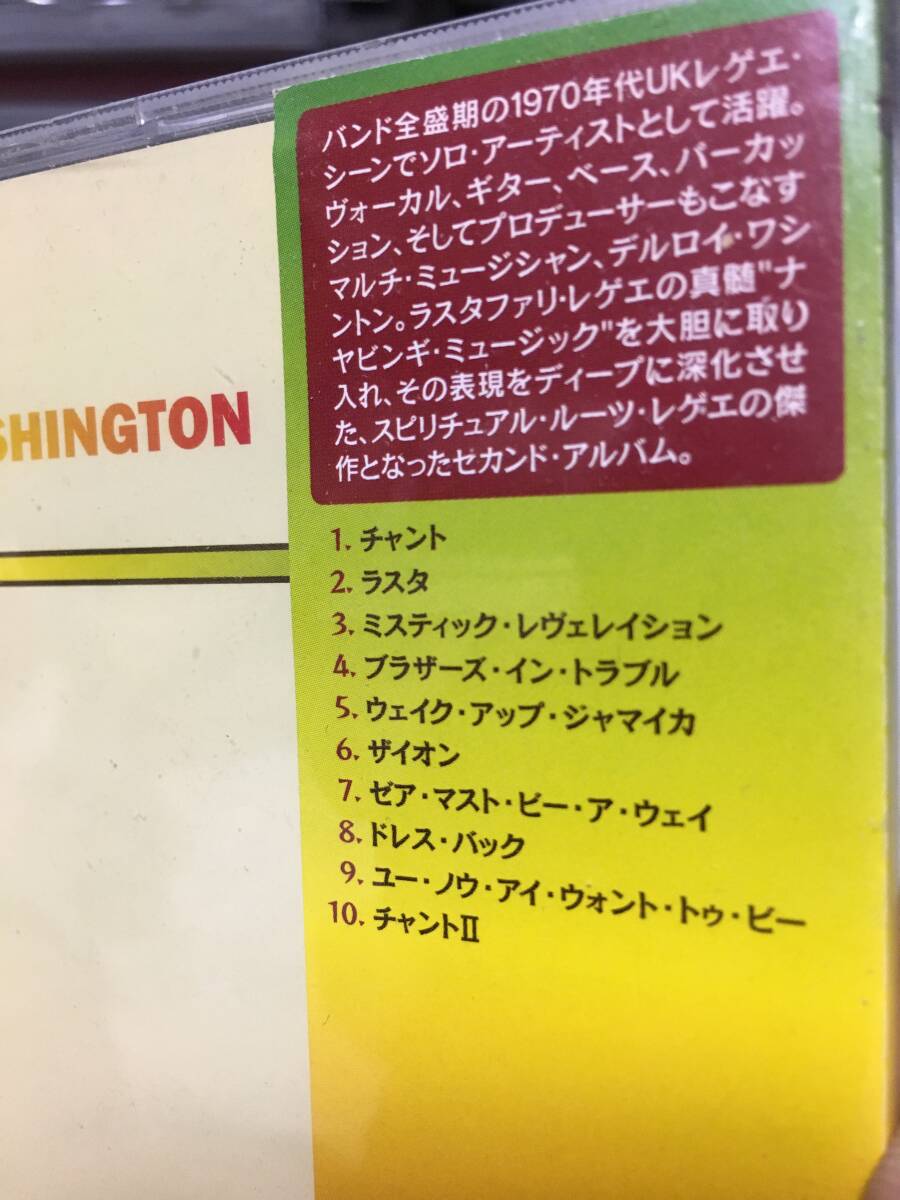 バンド全盛期の1970年代UKレゲエ・
シーンでソロ・アーティストとして活躍。
ヴォーカル、ギター、ベース、パーカッ
ション、そしてプロデューサーもこなす
マルチ・ミュージシャン、デルロイ・ワシ
ントン。ラスタファリ・レゲエの真髄"ナ
ヤビンギ・ミュージック"を大胆に取り
入れ、その表現をディープに深化させ
た、スピリチュアル・ルーツ・レゲエの傑
作となったセカンド・アルバム。
SHINGTON
1. チャント
2. ラスタ
3. ミスティック・レヴェレイション
4. ブラザーズ・イン・トラブル
5. ウェイク・アップ・ジャマイカ
6. ザイオン
7. ゼア・マスト・ビー・ア・ウェイ
8. ドレス・バック
9. ユー・ノウ・アイ・ウォント・トゥ・ビー
10. チャントII